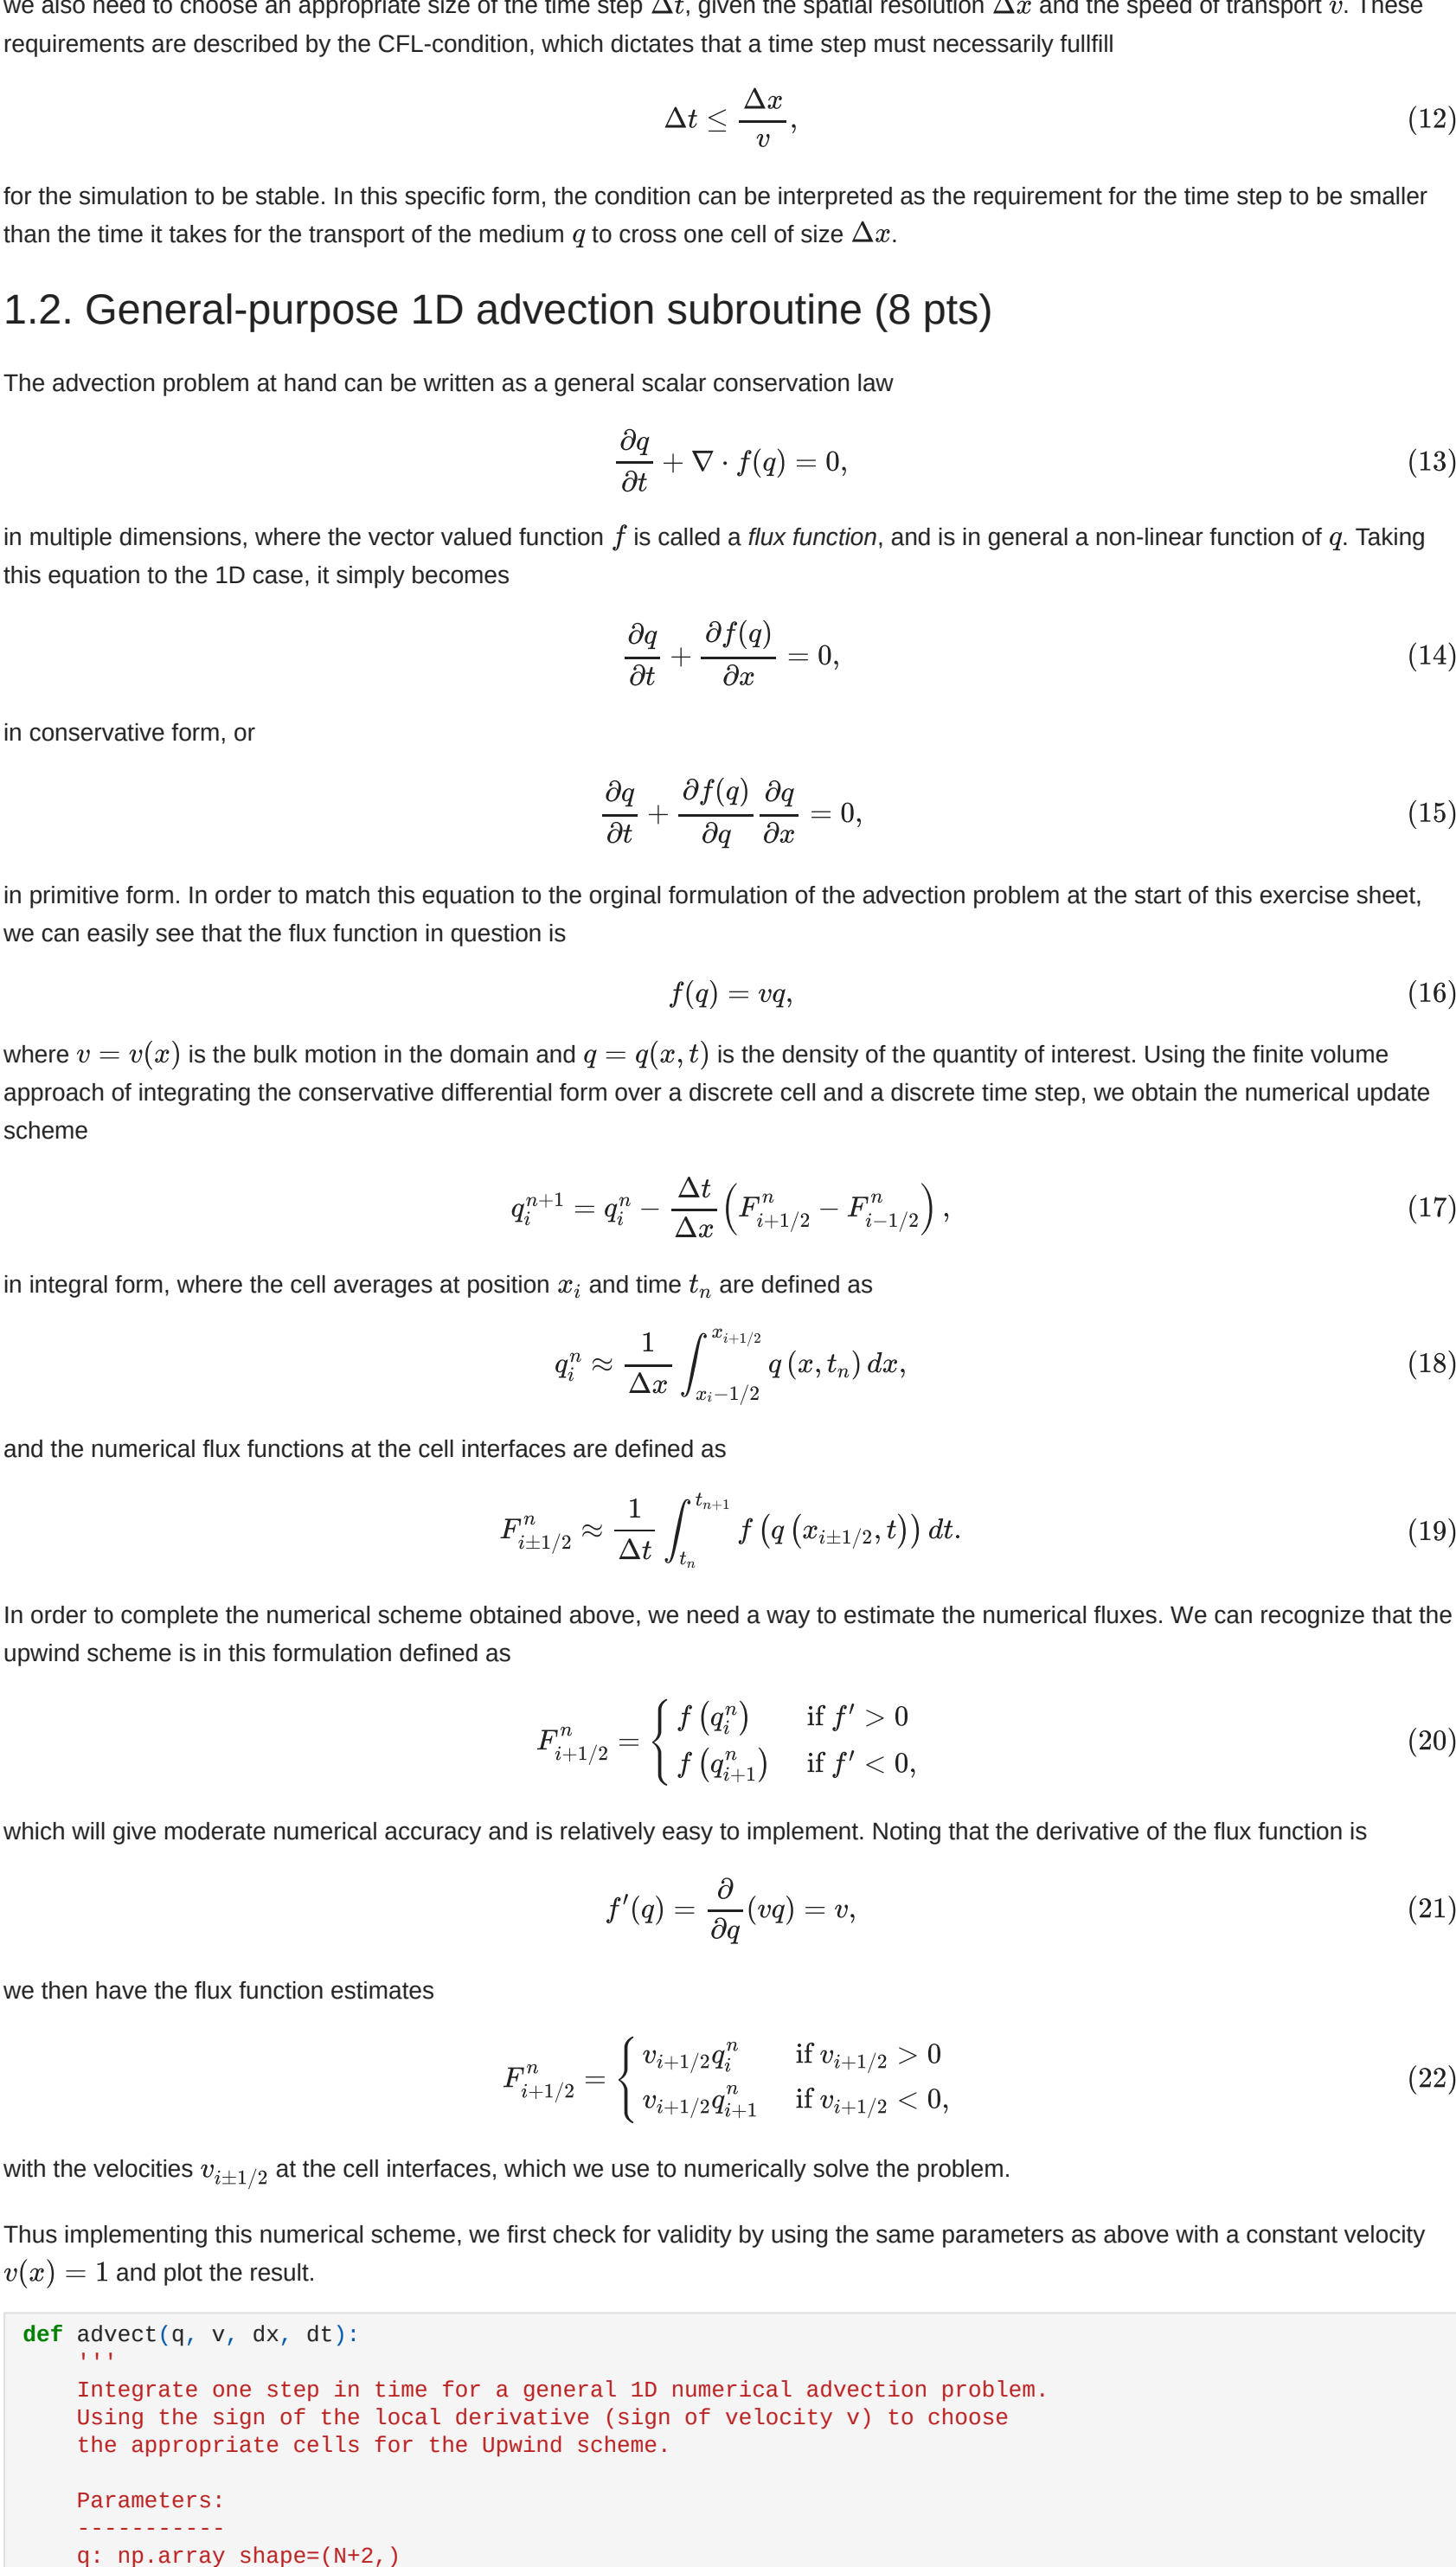 we also need to choose an appropriate size of the time step Δt, given the spatial resolution Δx and the speed of transport v. These
requirements are described by the CFL-condition, which dictates that a time step must necessarily fullfill
Δt ≤ Δx/v, (12)
for the simulation to be stable. In this specific form, the condition can be interpreted as the requirement for the time step to be smaller
than the time it takes for the transport of the medium q to cross one cell of size Δx.
1.2. General-purpose 1D advection subroutine (8 pts)
The advection problem at hand can be written as a general scalar conservation law
∂q/∂t + ∇ · f(q) = 0, (13)
in multiple dimensions, where the vector valued function f is called a flux function, and is in general a non-linear function of q. Taking
this equation to the 1D case, it simply becomes
∂q/∂t + ∂f(q)/∂x = 0, (14)
in conservative form, or
∂q/∂t + ∂f(q)/∂q ∂q/∂x = 0, (15)
in primitive form. In order to match this equation to the orginal formulation of the advection problem at the start of this exercise sheet,
we can easily see that the flux function in question is
f(q) = vq, (16)
where v = v(x) is the bulk motion in the domain and q = q(x, t) is the density of the quantity of interest. Using the finite volume
approach of integrating the conservative differential form over a discrete cell and a discrete time step, we obtain the numerical update
scheme
q_i^{n+1} = q_i^n − Δt/Δx (F_{i+1/2}^n − F_{i−1/2}^n), (17)
in integral form, where the cell averages at position x_i and time t_n are defined as
q_i^n ≈ 1/Δx ∫_{x_i−1/2}^{x_{i+1/2}} q (x, t_n) dx, (18)
and the numerical flux functions at the cell interfaces are defined as
F_{i±1/2}^n ≈ 1/Δt ∫_{t_n}^{t_{n+1}} f (q (x_{i±1/2}, t)) dt. (19)
In order to complete the numerical scheme obtained above, we need a way to estimate the numerical fluxes. We can recognize that the
upwind scheme is in this formulation defined as
F_{i+1/2}^n = { f (q_i^n) if f′ > 0
f (q_{i+1}^n) if f′ < 0, (20)
which will give moderate numerical accuracy and is relatively easy to implement. Noting that the derivative of the flux function is
f′(q) = ∂/∂q (vq) = v, (21)
we then have the flux function estimates
F_{i+1/2}^n = { v_{i+1/2} q_i^n if v_{i+1/2} > 0
v_{i+1/2} q_{i+1}^n if v_{i+1/2} < 0, (22)
with the velocities v_{i±1/2} at the cell interfaces, which we use to numerically solve the problem.
Thus implementing this numerical scheme, we first check for validity by using the same parameters as above with a constant velocity
v(x) = 1 and plot the result.
def advect(q, v, dx, dt):
'''
Integrate one step in time for a general 1D numerical advection problem.
Using the sign of the local derivative (sign of velocity v) to choose
the appropriate cells for the Upwind scheme.
Parameters:
-----------
q: np.array shape=(N+2,)